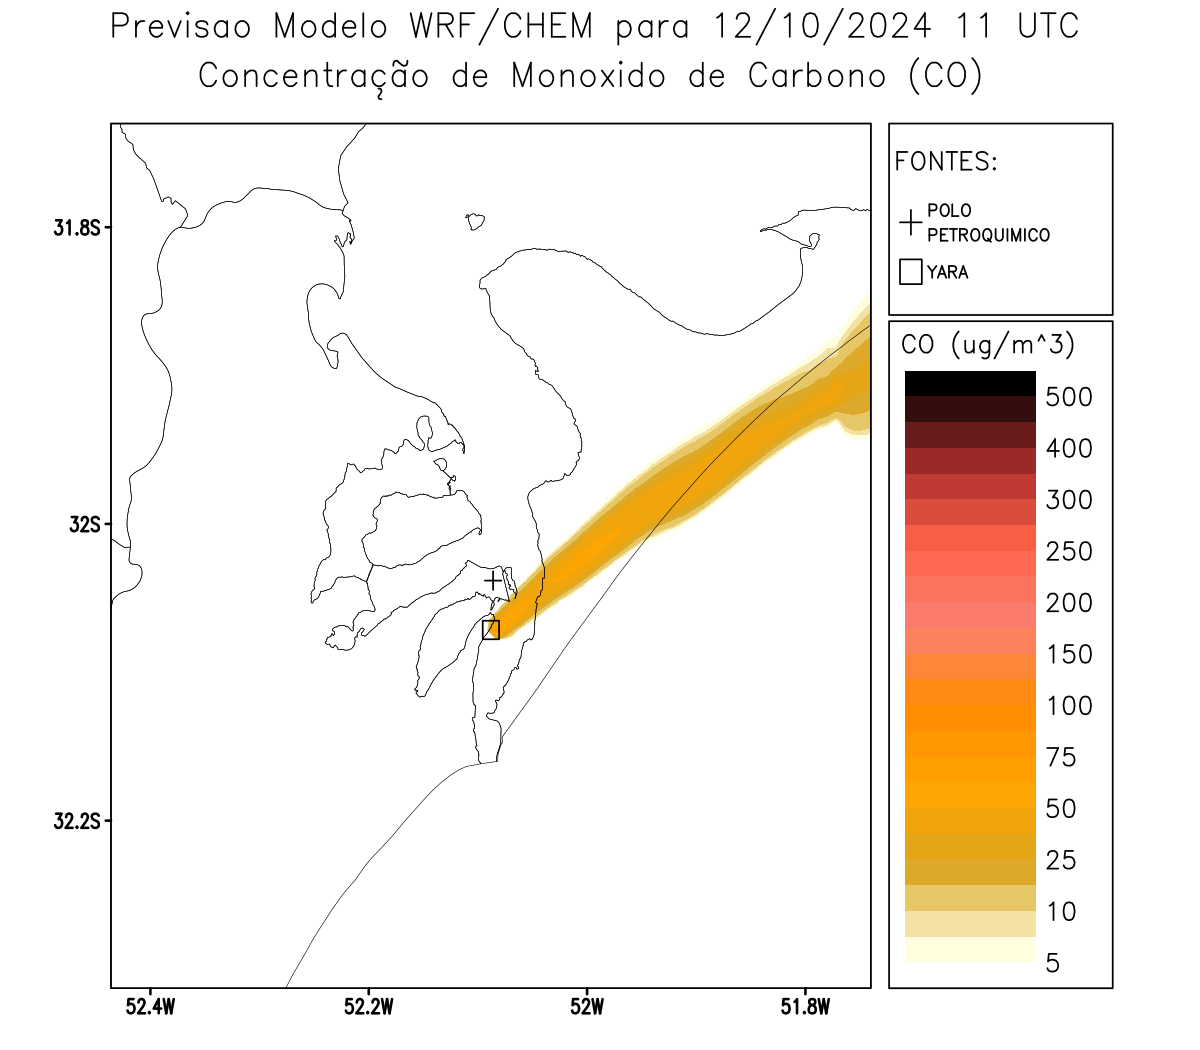 Previsao Modelo WRF/CHEM para 12/10/2024 11 UTC
Concentração de Monoxido de Carbono (CO)
FONTES:
POLO
PETROQUIMICO
YARA
CO (ug/m^3)
500
400
300
250
200
150
100
75
50
25
10
5
31.8S
32S
32.2S
52.4W
52.2W
52W
51.8W